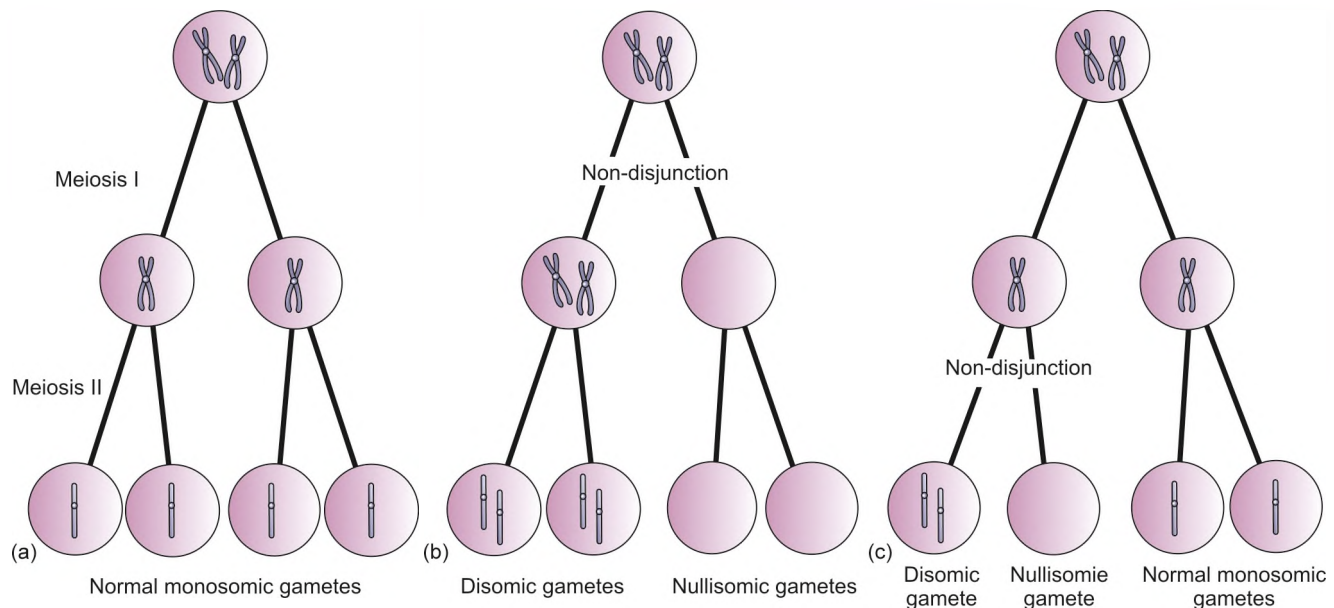 Meiosis I
Meiosis II
(a)
Normal monosomic gametes
Non-disjunction
(b)
Disomic gametes
Nullisomic gametes
Non-disjunction
(c)
Disomic
gamete
Nullisomie
gamete
Normal monosomic
gametes